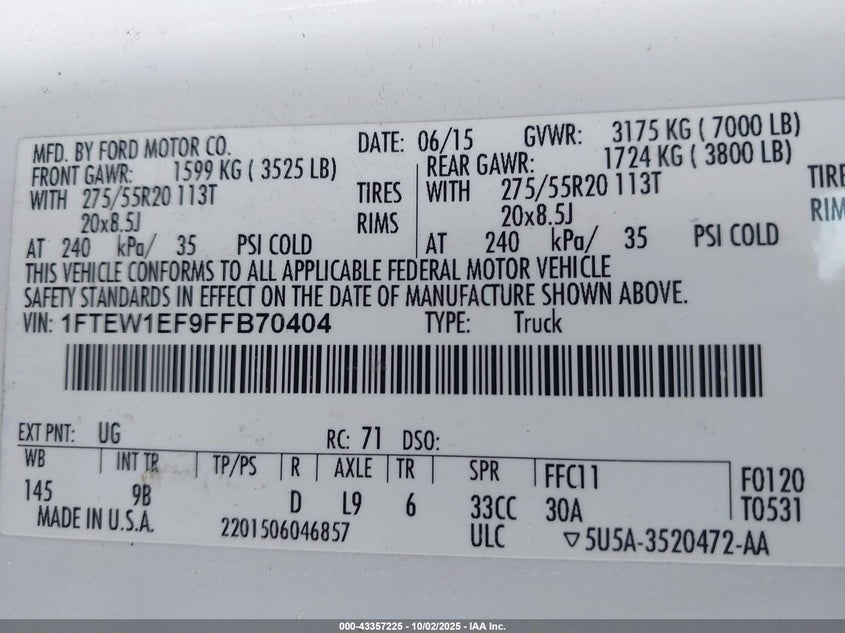 MFD. BY FORD MOTOR CO. DATE: 06/15 GVWR: 3175 KG ( 7000 LB)
FRONT GAWR: 1599 KG ( 3525 LB) REAR GAWR: 1724 KG ( 3800 LB)
WITH 275/55R20 113T TIRES WITH 275/55R20 113T TIRE
20x8.5J RIMS 20x8.5J RIM
AT 240 kPa/ 35 PSI COLD AT 240 kPa/ 35 PSI COLD
THIS VEHICLE CONFORMS TO ALL APPLICABLE FEDERAL MOTOR VEHICLE
SAFETY STANDARDS IN EFFECT ON THE DATE OF MANUFACTURE SHOWN ABOVE.
VIN: 1FTEW1EF9FFB70404 TYPE: Truck
EXT PNT: UG RC: 71 DSO:
WB INT TR TP/PS R AXLE TR SPR FFC11 F0120
145 9B D L9 6 33CC 30A T0531
MADE IN U.S.A. 2201506046857 ULC ▽5U5A-3520472-AA
000-43357225 - 10/02/2025 - IAA Inc.